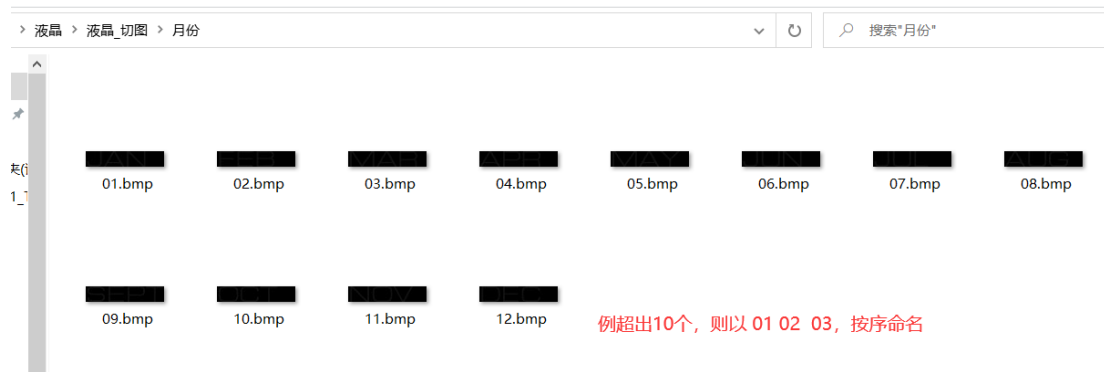 液晶 > 液晶_切图 > 月份
搜索"月份"
JAN FEB MAR APR MAY JUN JUL AUG
01.bmp 02.bmp 03.bmp 04.bmp 05.bmp 06.bmp 07.bmp 08.bmp
1_
SEPT OCT NOV DEC
09.bmp 10.bmp 11.bmp 12.bmp
例超出10个，则以 01 02 03，按序命名